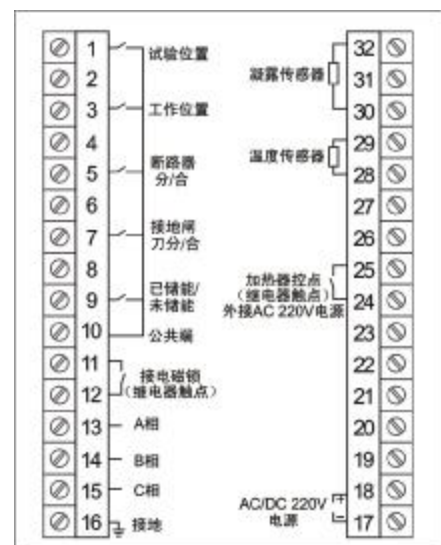 1 试验位置
2
3 工作位置
4
5 断路器
分/合
6
7 接地闸
刀分/合
8
9 已储能/
未储能
10 公共端
11
12 接电磁锁
(继电器触点)
13 A相
14 B相
15 C相
16 接地
32
31 凝露传感器
30
29
28 温度传感器
27
26
25
24 加热器控点
(继电器触点)
外接AC 220V电源
23
22
21
20
19
18 AC/DC 220V +
17 电源 -